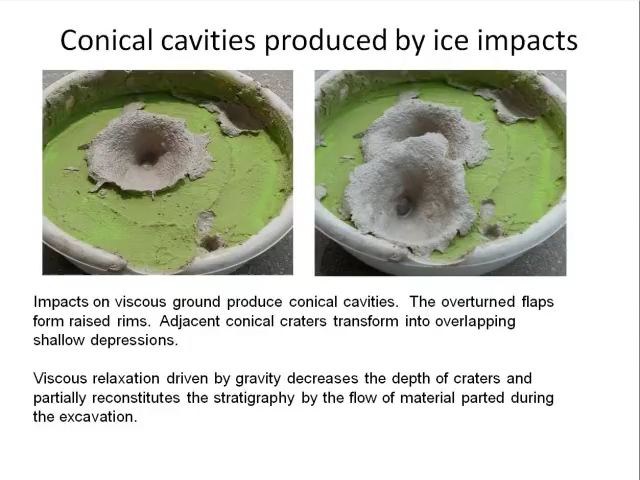 Conical cavities produced by ice impacts
Impacts on viscous ground produce conical cavities. The overturned flaps
form raised rims. Adjacent conical craters transform into overlapping
shallow depressions.
Viscous relaxation driven by gravity decreases the depth of craters and
partially reconstitutes the stratigraphy by the flow of material parted during
the excavation.